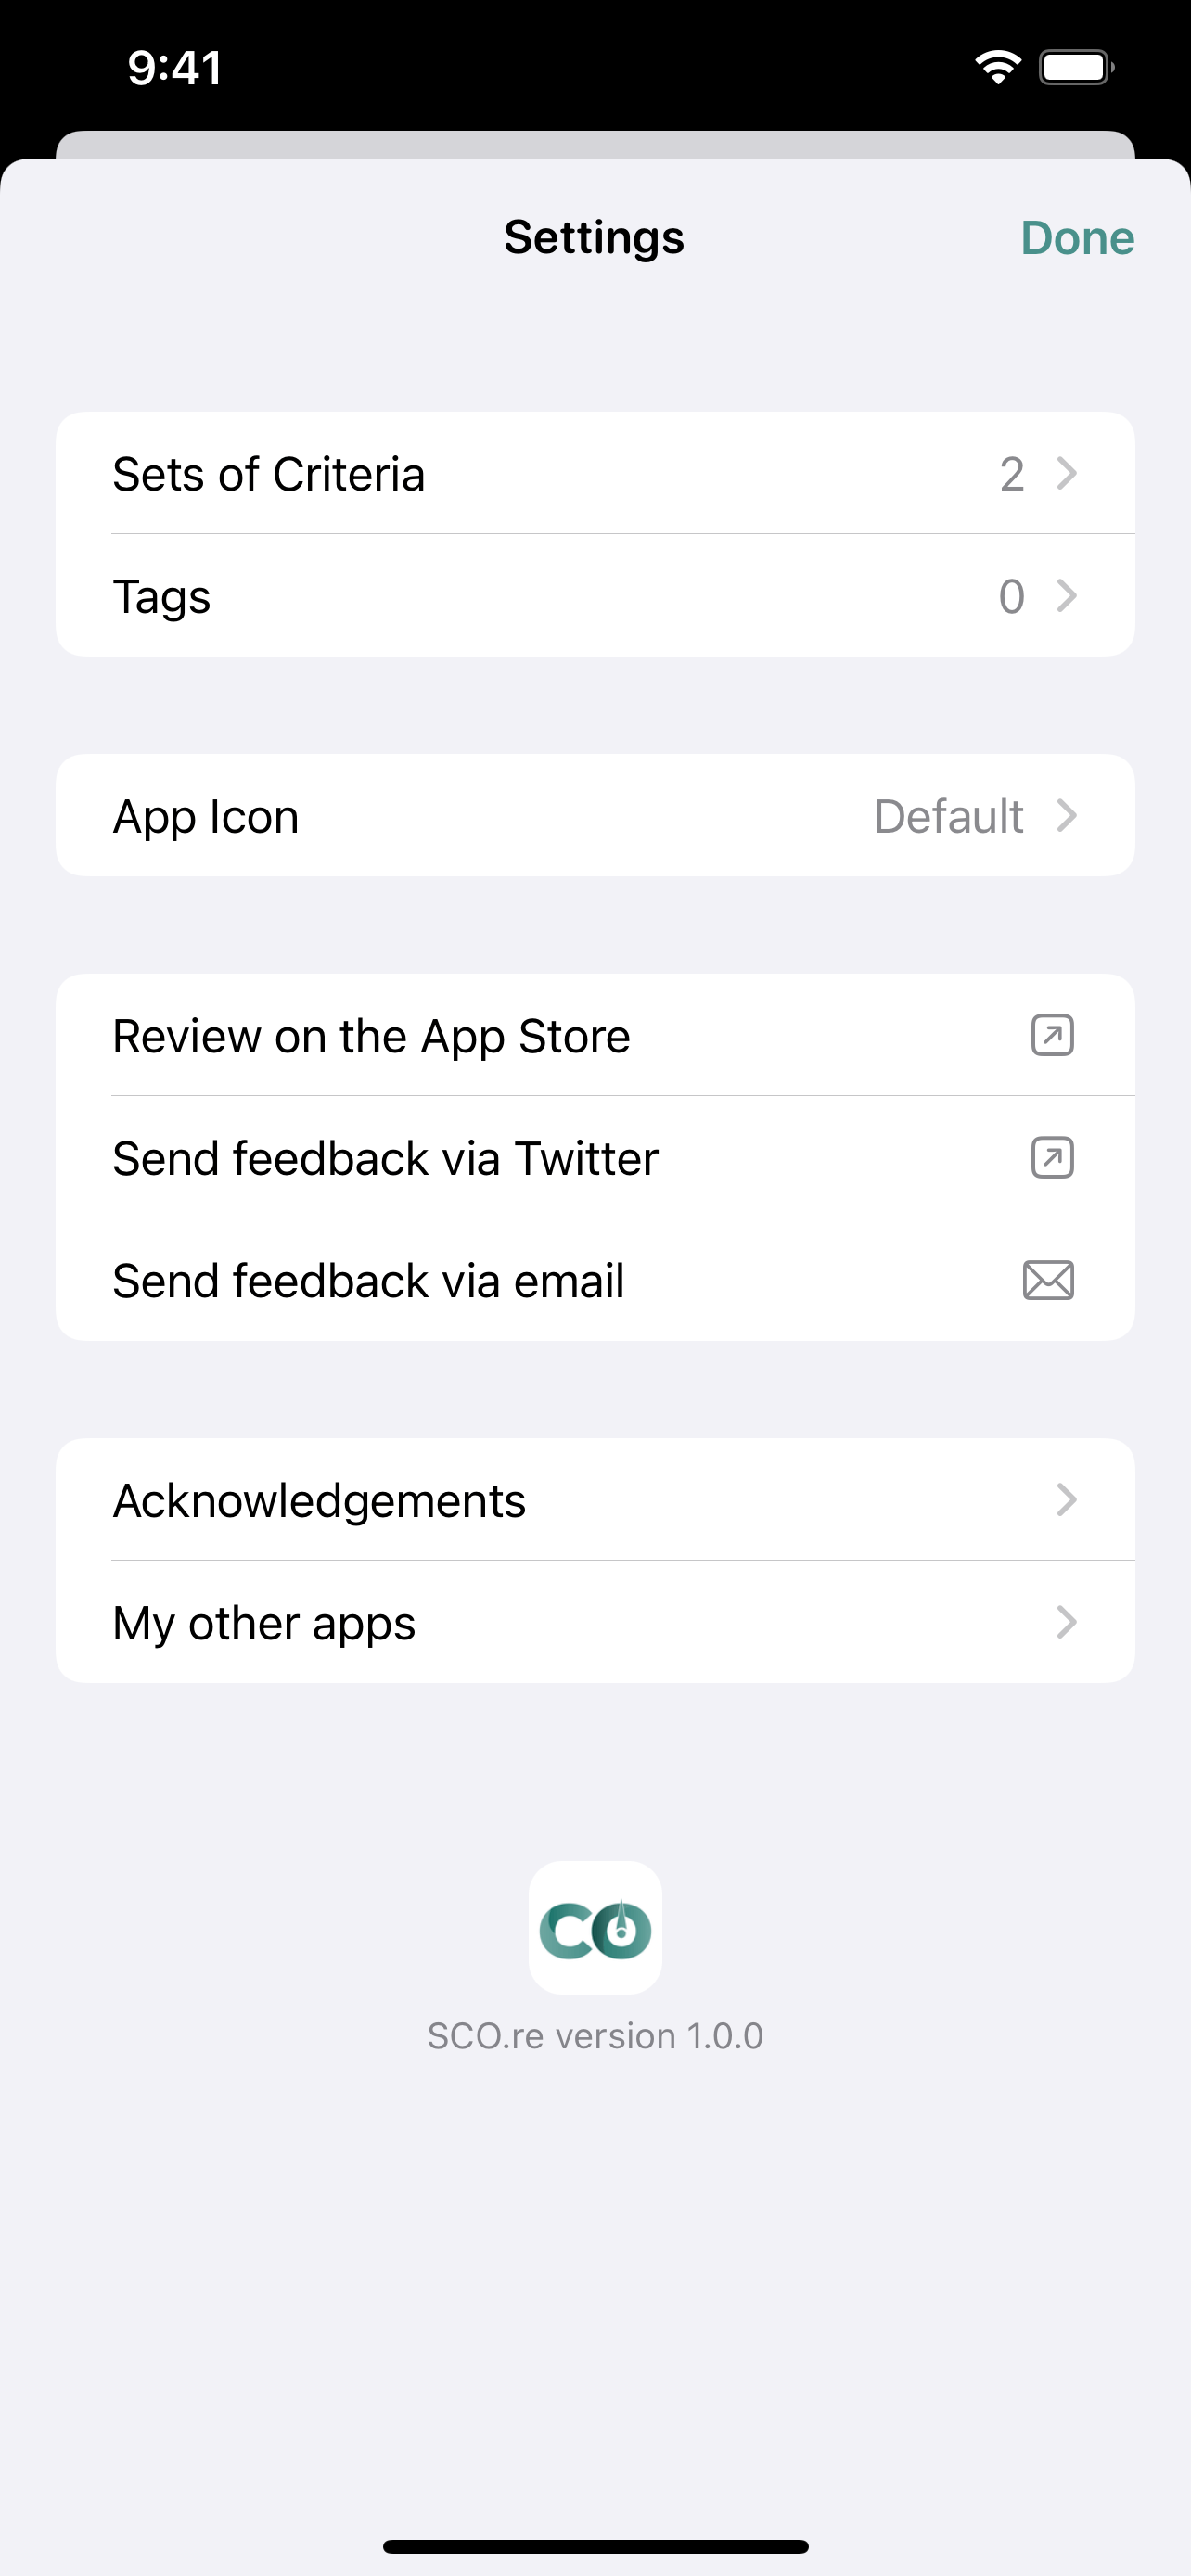 9:41
Settings
Done
Sets of Criteria 2
Tags 0
App Icon Default
Review on the App Store
Send feedback via Twitter
Send feedback via email
Acknowledgements
My other apps
CO
SCO.re version 1.0.0